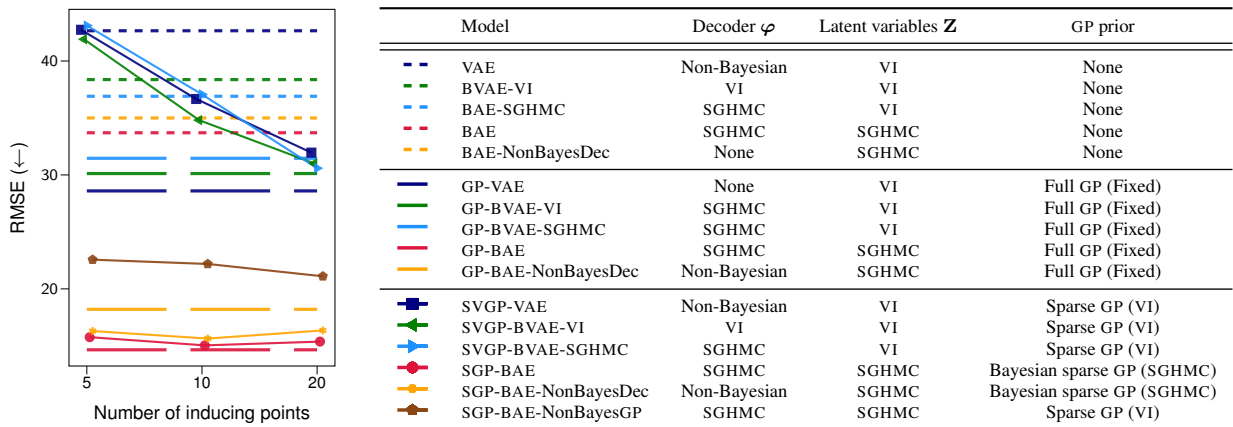 40
30
20
RMSE (←)
5 10 20
Number of inducing points
Model Decoder φ Latent variables Z GP prior
VAE Non-Bayesian VI None
BVAE-VI VI VI None
BAE-SGHMC SGHMC VI None
BAE SGHMC SGHMC None
BAE-NonBayesDec None SGHMC None
GP-VAE None VI Full GP (Fixed)
GP-BVAE-VI SGHMC VI Full GP (Fixed)
GP-BVAE-SGHMC SGHMC VI Full GP (Fixed)
GP-BAE SGHMC SGHMC Full GP (Fixed)
GP-BAE-NonBayesDec Non-Bayesian SGHMC Full GP (Fixed)
SVGP-VAE Non-Bayesian VI Sparse GP (VI)
SVGP-BVAE-VI VI VI Sparse GP (VI)
SVGP-BVAE-SGHMC SGHMC VI Sparse GP (VI)
SGP-BAE SGHMC SGHMC Bayesian sparse GP (SGHMC)
SGP-BAE-NonBayesDec Non-Bayesian SGHMC Bayesian sparse GP (SGHMC)
SGP-BAE-NonBayesGP SGHMC SGHMC Sparse GP (VI)